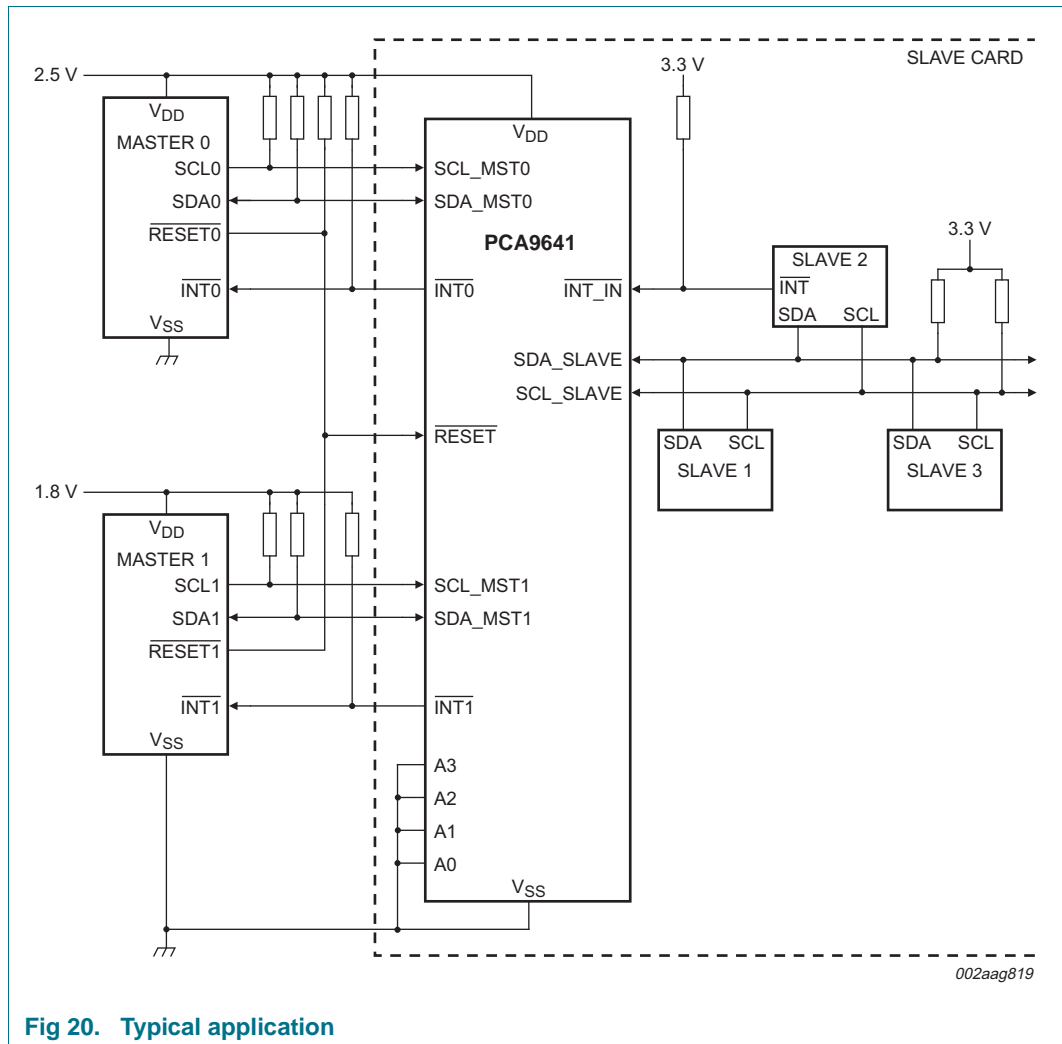 SLAVE CARD
2.5 V
3.3 V
VDD
MASTER 0
SCL0
SDA0
RESET0
INT0
VSS
VDD
SCL_MST0
SDA_MST0
PCA9641
INT0
INT_IN
SDA_SLAVE
SCL_SLAVE
RESET
SLAVE 2
INT
SDA SCL
3.3 V
SDA SCL
SLAVE 1
SDA SCL
SLAVE 3
1.8 V
VDD
MASTER 1
SCL1
SDA1
RESET1
INT1
VSS
SCL_MST1
SDA_MST1
INT1
A3
A2
A1
A0
VSS
002aag819
Fig 20. Typical application